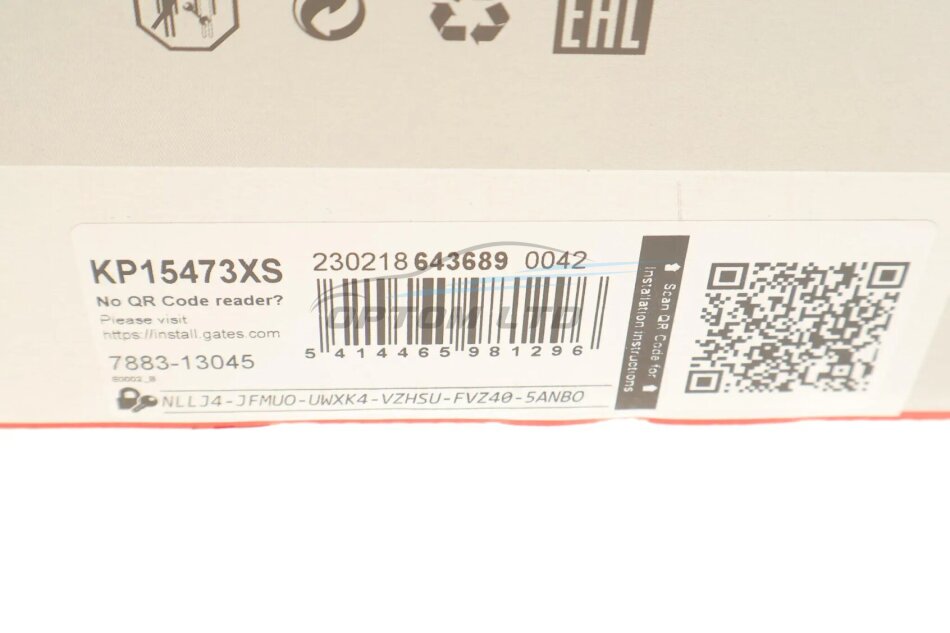 EAC
KP15473XS
230218 643689 0042
No QR Code reader?
Please visit
https://install.gates.com
7883-13045
S0002_B
5 414465 981296
OPTOM LTD
Scan QR Code for
Installation Instructions
NLLJ4-JFMUO-UWXK4-VZHSU-FVZ40-5ANBO